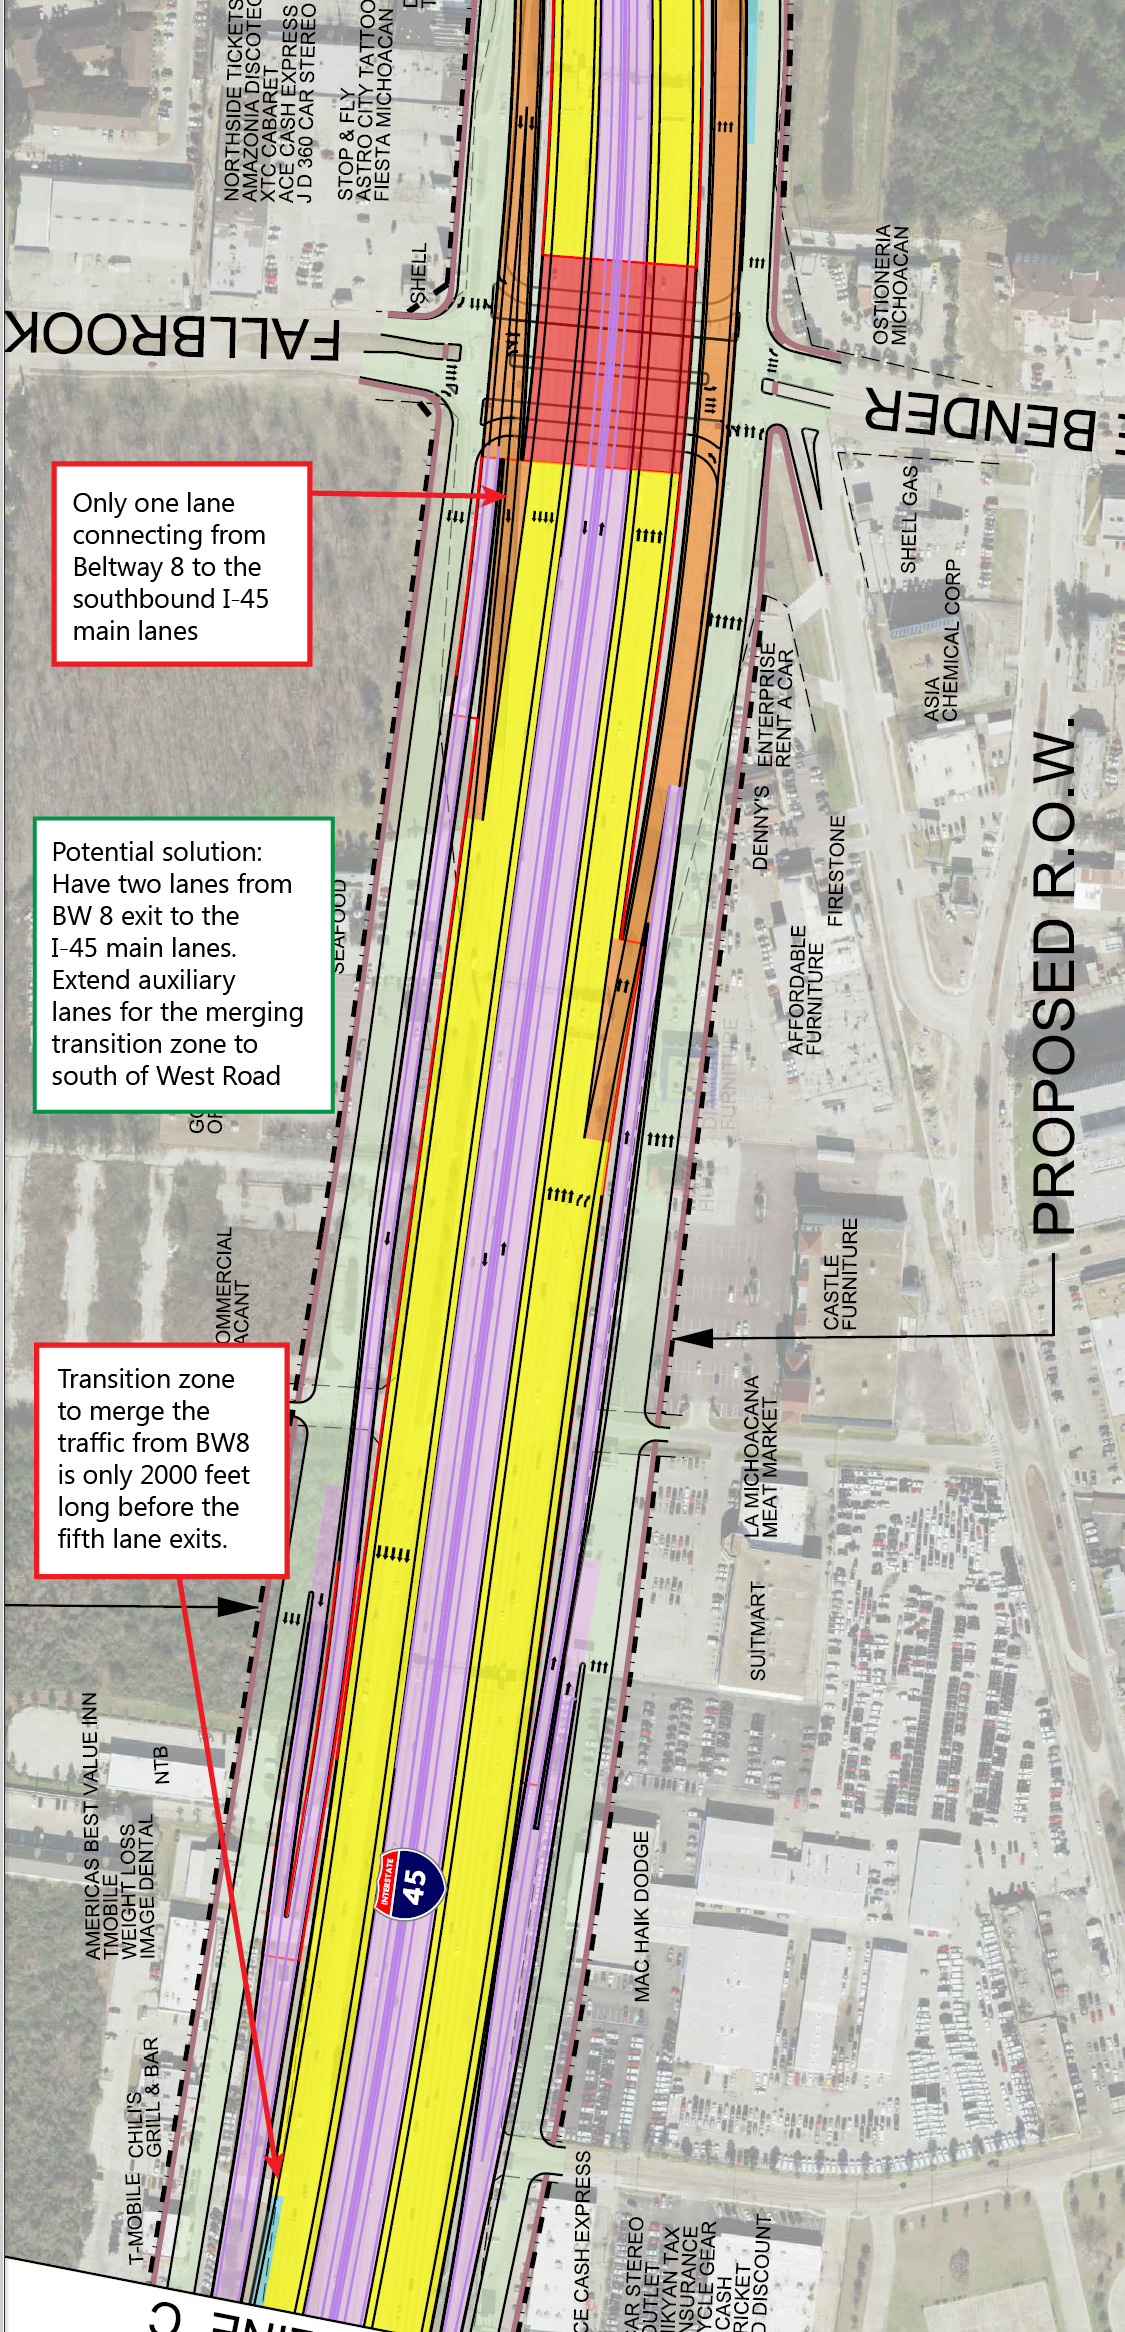 NORTHSIDE TICKETS
AMAZONIA DISCOTEC
XTC CABARET
ACE CASH EXPRESS
J D 360 CAR STEREO
STOP & FLY
ASTRO CITY TATTOO
FIESTA MICHOACAN
SHELL
FALLBROOK
OSTIONERIA
MICHOACAN
BENDER
SHELL GAS
Only one lane
connecting from
Beltway 8 to the
southbound I-45
main lanes
ASIA
CHEMICAL CORP
ENTERPRISE
RENT A CAR
DENNY'S
FIRESTONE
PROPOSED R.O.W.
Potential solution:
Have two lanes from
BW 8 exit to the
I-45 main lanes.
Extend auxiliary
lanes for the merging
transition zone to
south of West Road
SEAFOOD
AFFORDABLE
FURNITURE
FURNITURE
GO
OF
OMMERCIAL
ACANT
CASTLE
FURNITURE
Transition zone
to merge the
traffic from BW8
is only 2000 feet
long before the
fifth lane exits.
LA MICHOACANA
MEAT MARKET
SUITMART
AMERICAS BEST VALUE INN
TMOBILE
WEIGHT LOSS
IMAGE DENTAL
NTB
INTERSTATE
45
MAC HAIK DODGE
CHILI'S
GRILL & BAR
T-MOBILE
CE CASH EXPRESS
AR STEREO
OUTLET
IKYAN TAX
NSURANCE
YCLE GEAR
CASH
RICKET
D DISCOUNT
INE C